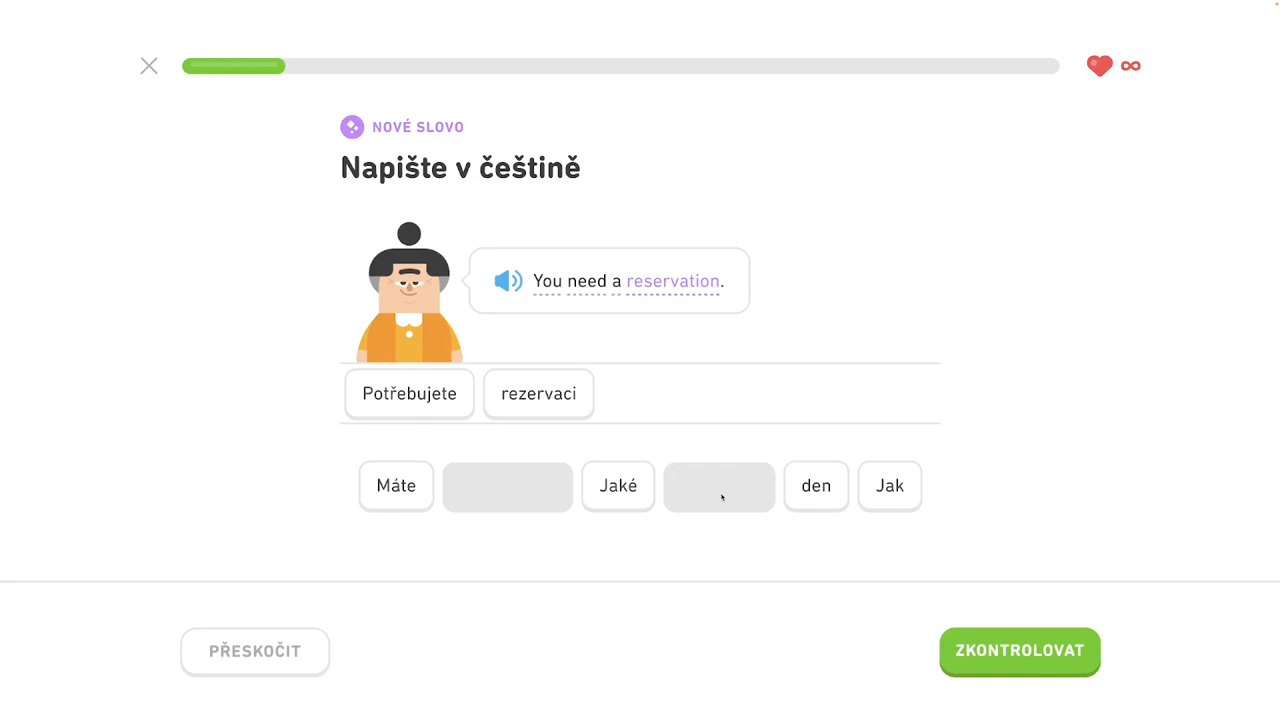 NOVÉ SLOVO
Napište v češtině
You need a reservation.
Potřebujete rezervaci
Máte Jaké den Jak
PŘESKOČIT ZKONTROLOVAT